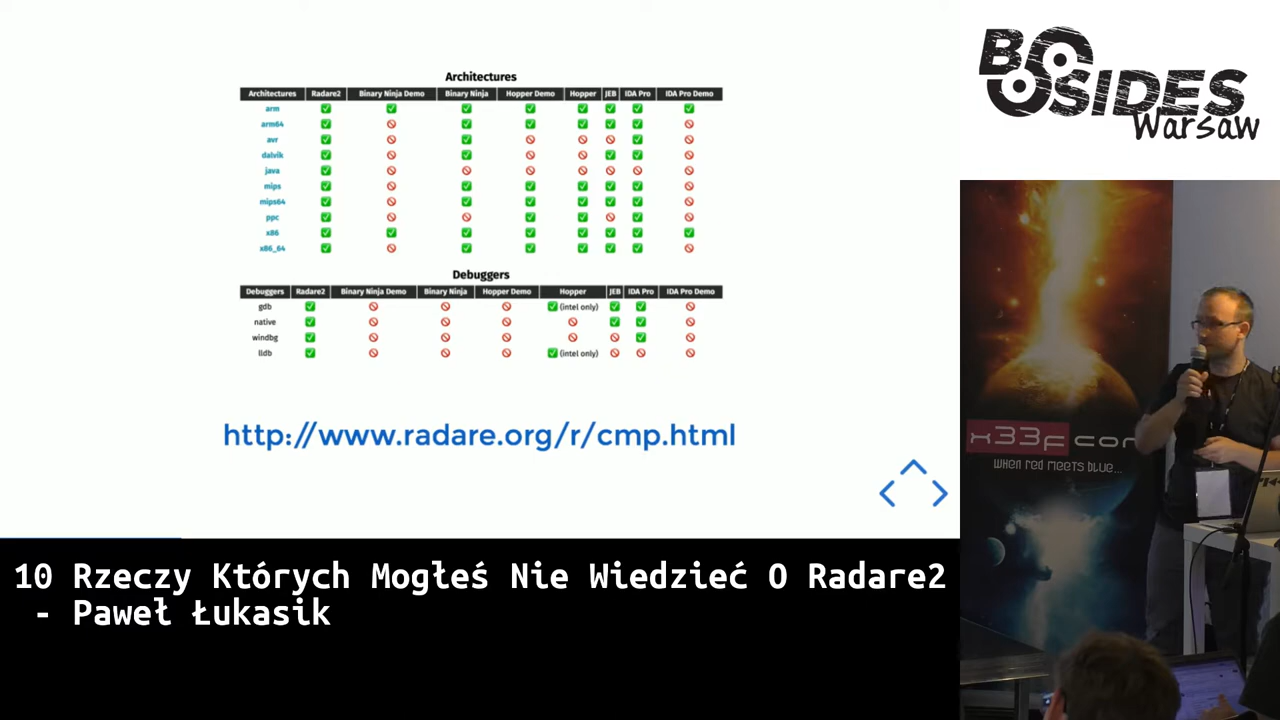 Architectures
Architectures Radare2 Binary Ninja Demo Binary Ninja Hopper Demo Hopper JEB IDA Pro IDA Pro Demo
arm
arm64
avr
dalvik
java
mips
mips64
ppc
x86
x86_64
Debuggers
Debuggers Radare2 Binary Ninja Demo Binary Ninja Hopper Demo Hopper JEB IDA Pro IDA Pro Demo
gdb (intel only)
native
windbg
lldb (intel only)
http://www.radare.org/r/cmp.html
BSIDES
Warsaw
x33fcon
when red meets blue...
10 Rzeczy Których Mogłeś Nie Wiedzieć O Radare2
- Paweł Łukasik